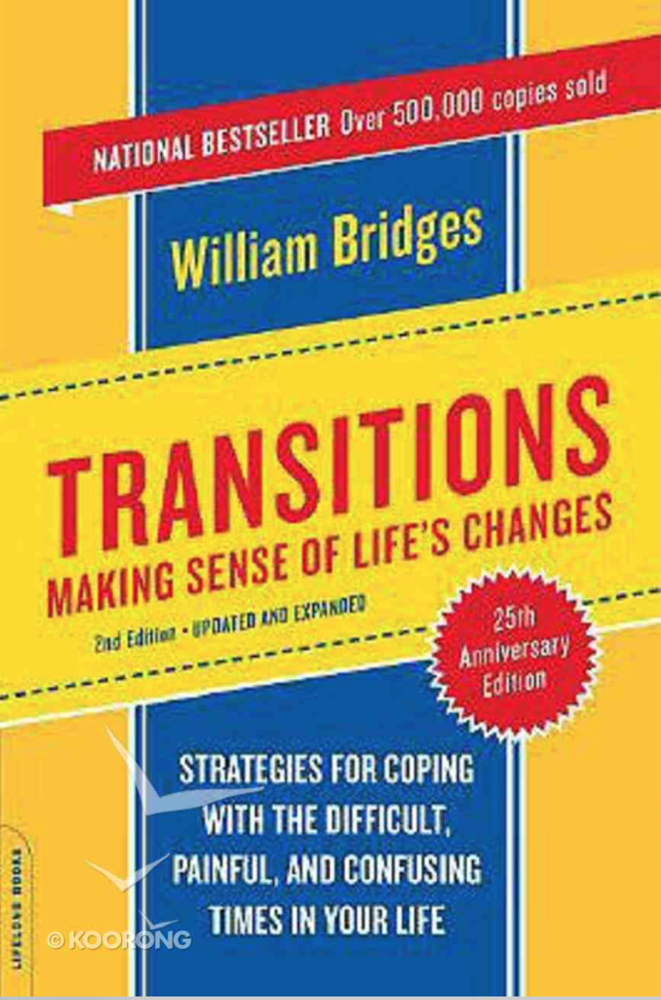 NATIONAL BESTSELLER Over 500,000 copies sold
William Bridges
TRANSITIONS
MAKING SENSE OF LIFE'S CHANGES
2nd Edition • UPDATED AND EXPANDED
25th
Anniversary
Edition
STRATEGIES FOR COPING
WITH THE DIFFICULT,
PAINFUL, AND CONFUSING
TIMES IN YOUR LIFE
LIFELONG BOOKS
© KOORONG